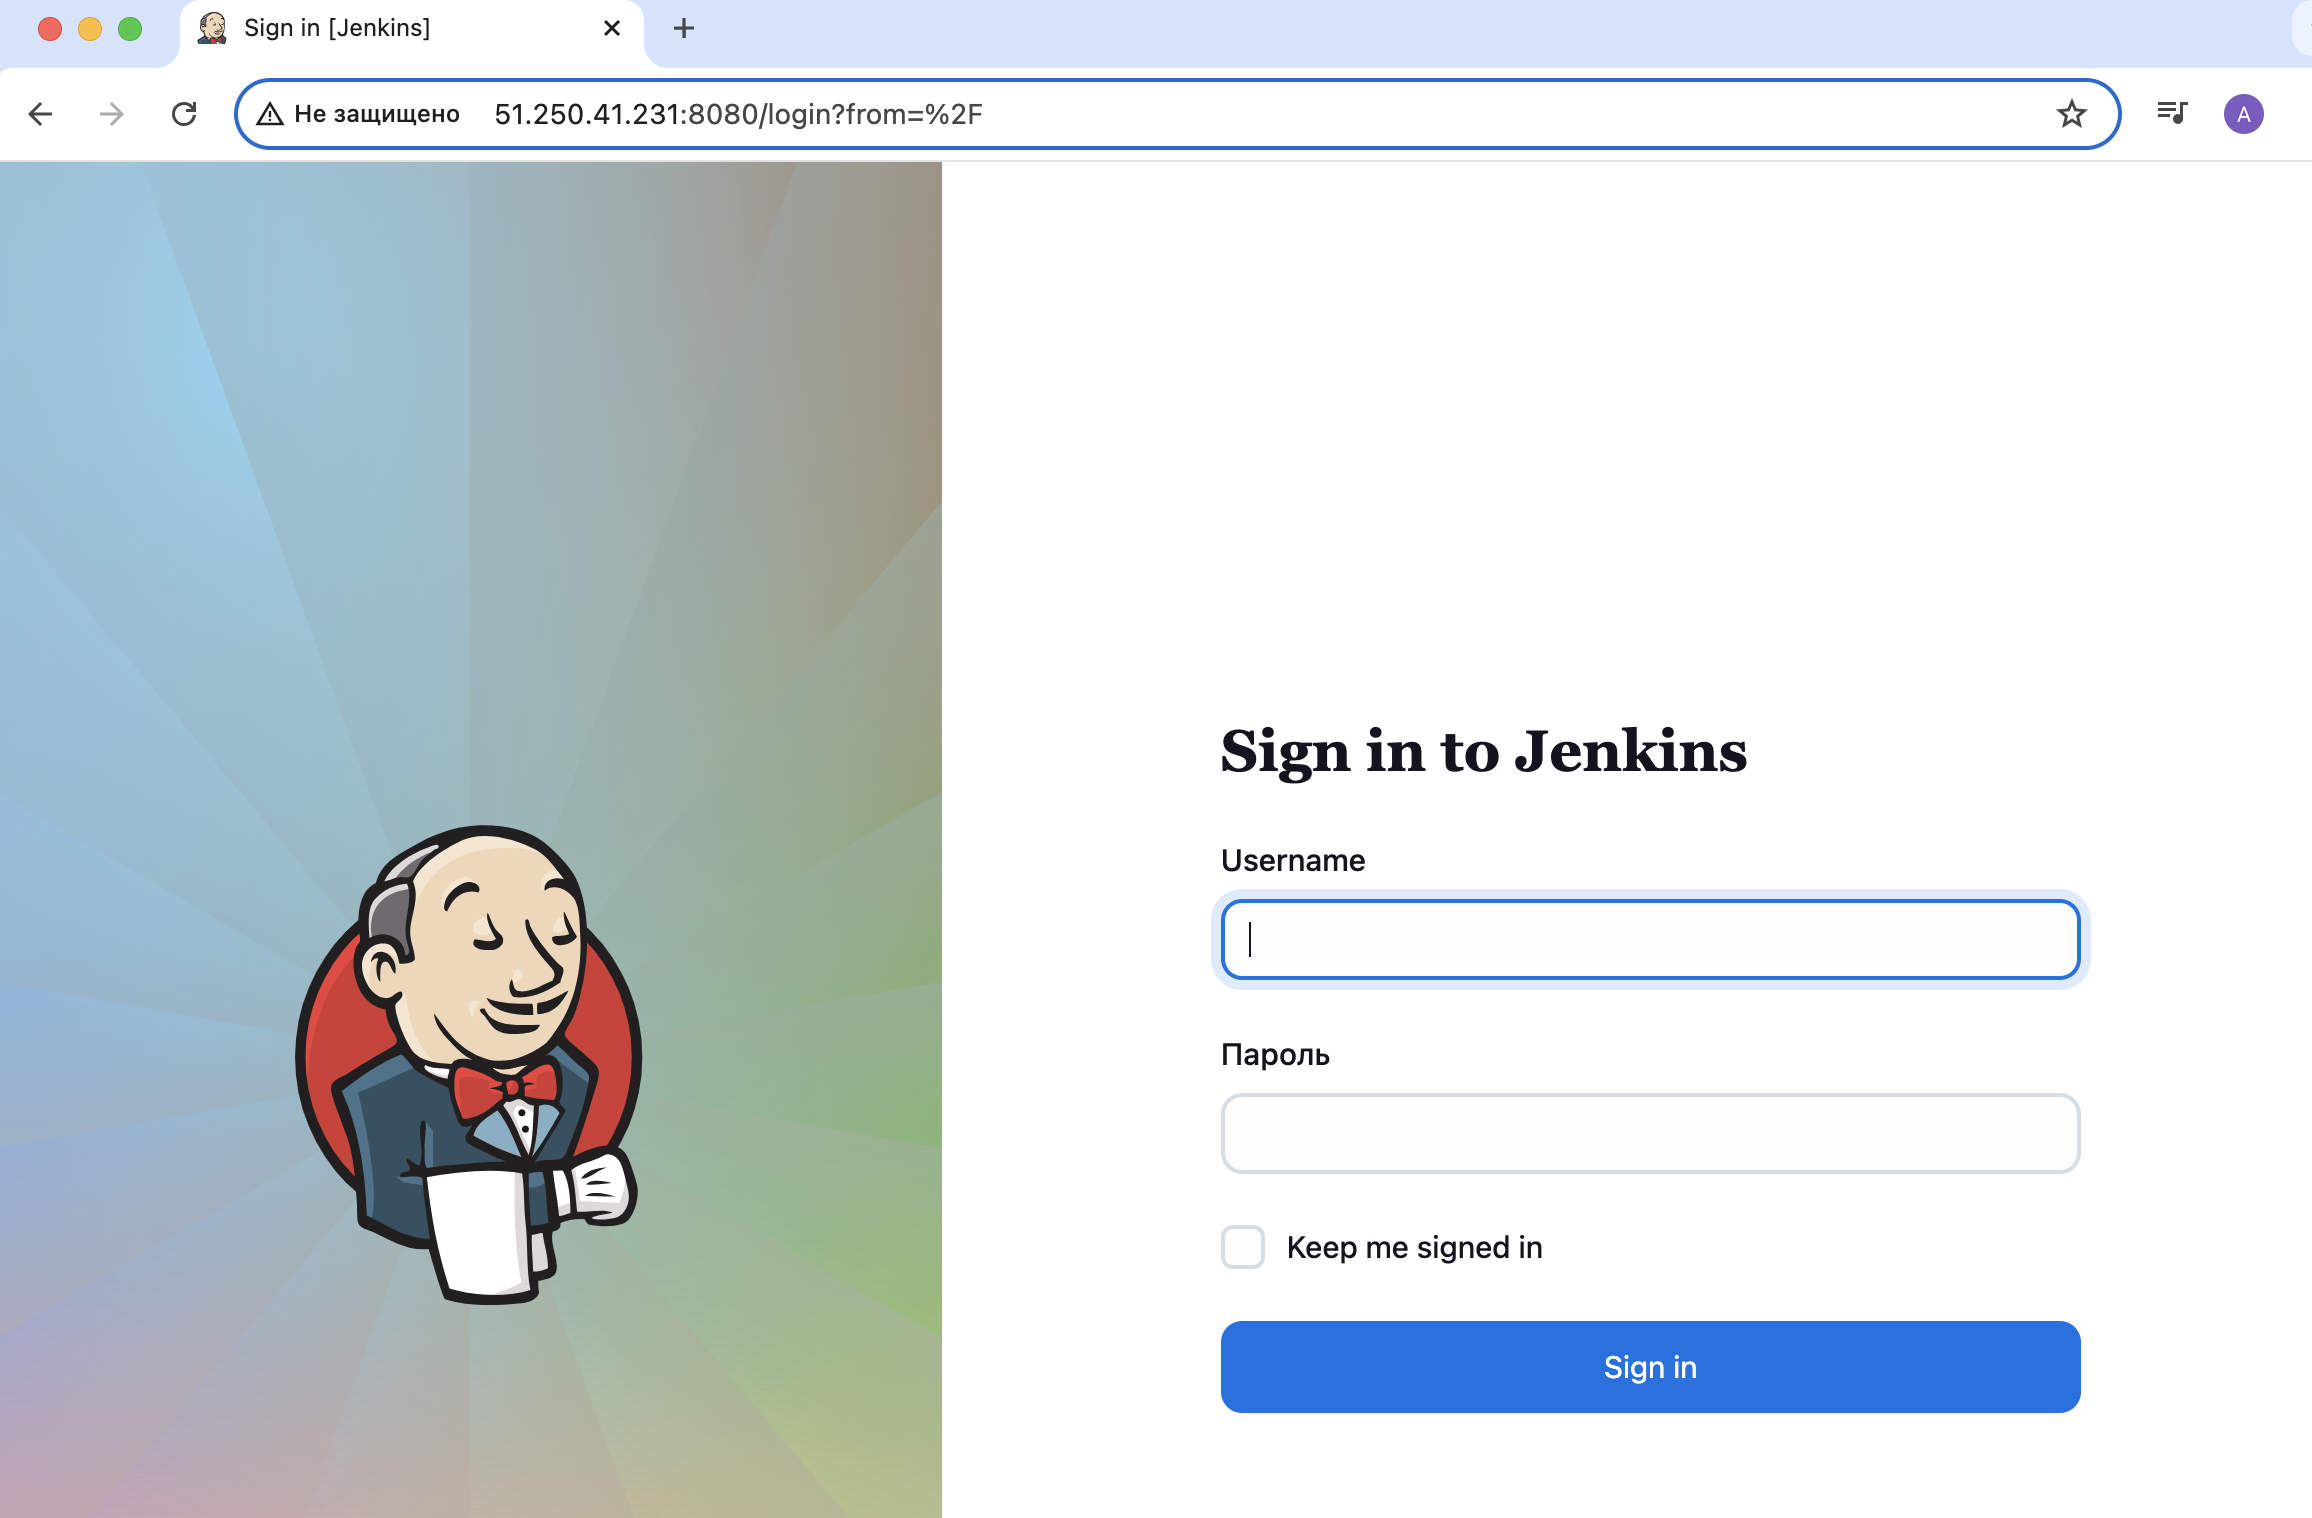 Sign in [Jenkins]
Не защищено 51.250.41.231:8080/login?from=%2F
A
Sign in to Jenkins
Username
Пароль
Keep me signed in
Sign in